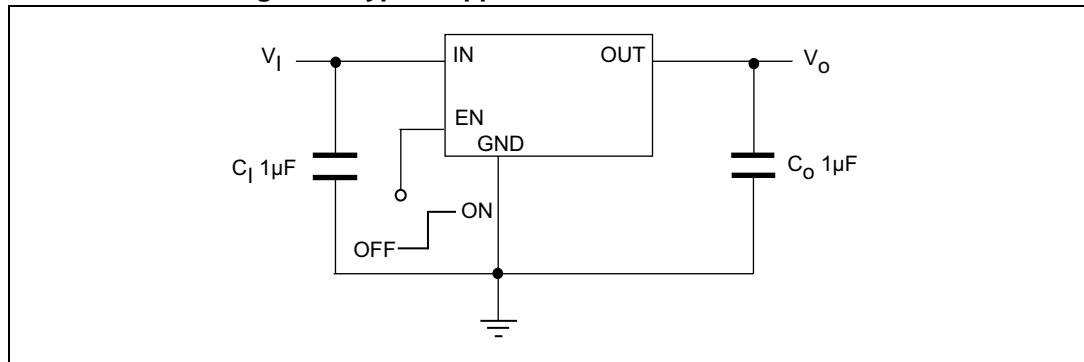 V_I
IN
OUT
V_o
EN
GND
C_I 1µF
C_o 1µF
ON
OFF